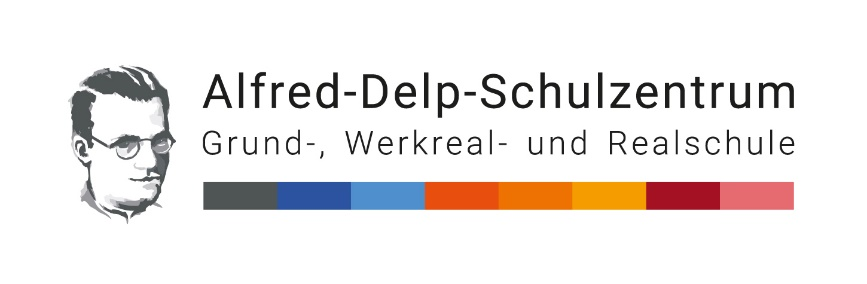 Alfred-Delp-Schulzentrum
Grund-, Werkreal- und Realschule